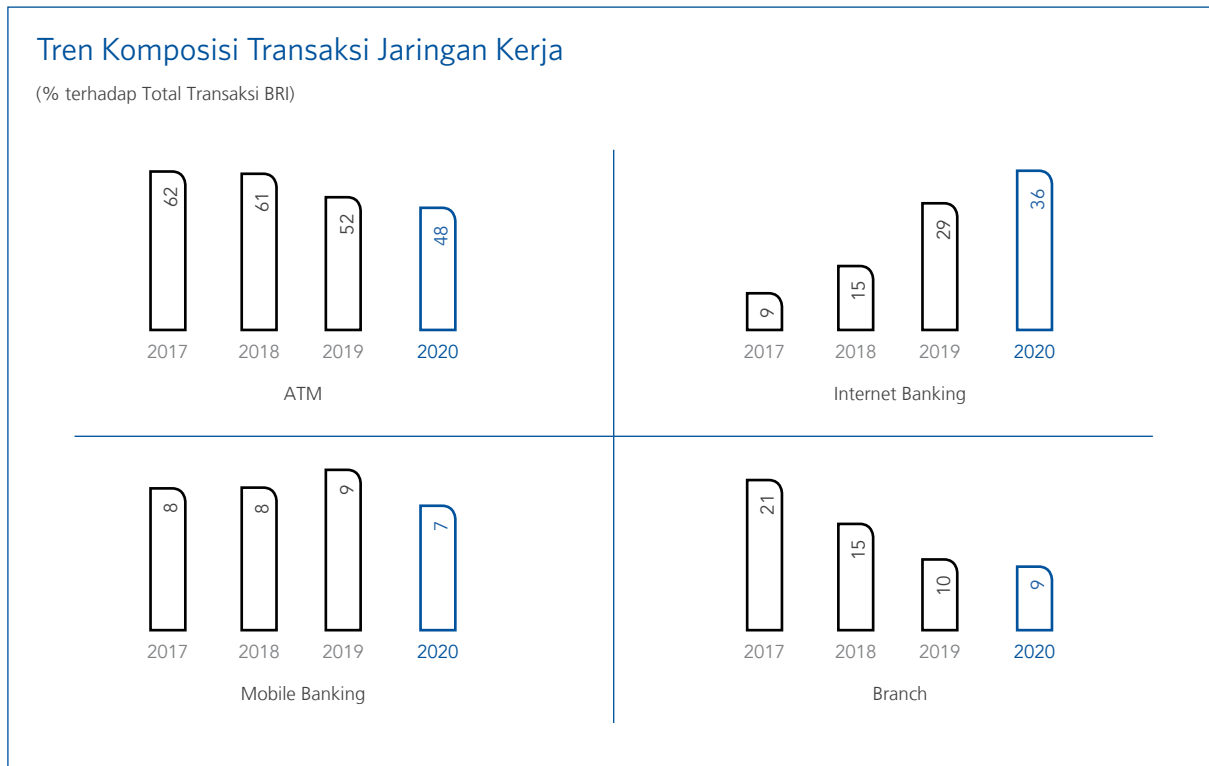 Tren Komposisi Transaksi Jaringan Kerja
(% terhadap Total Transaksi BRI)
62 61 52 48
2017 2018 2019 2020
ATM
9 15 29 36
2017 2018 2019 2020
Internet Banking
8 8 9 7
2017 2018 2019 2020
Mobile Banking
21 15 10 9
2017 2018 2019 2020
Branch